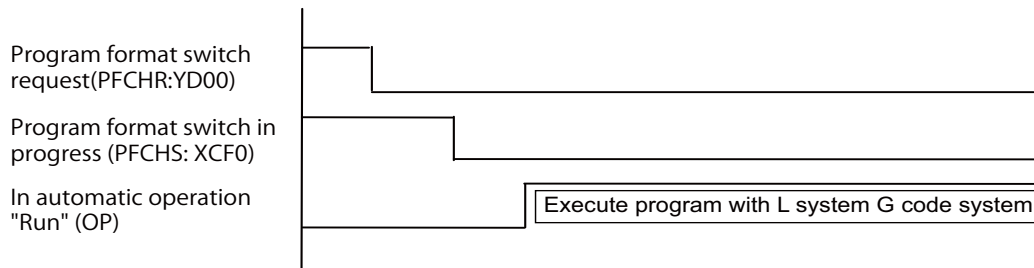 Program format switch
request(PFCHR:YD00)
Program format switch in
progress (PFCHS: XCF0)
In automatic operation
"Run" (OP)
Execute program with L system G code system